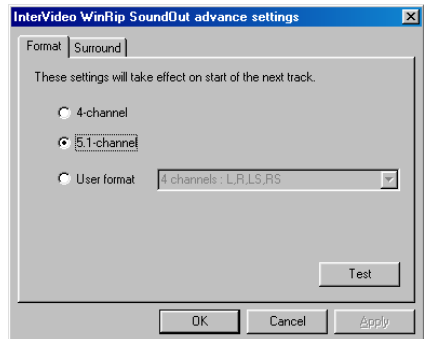 InterVideo WinRip SoundOut advance settings
Format Surround
These settings will take effect on start of the next track.
4-channel
5.1-channel
User format 4 channels : L,R,LS,RS
Test
OK Cancel Apply